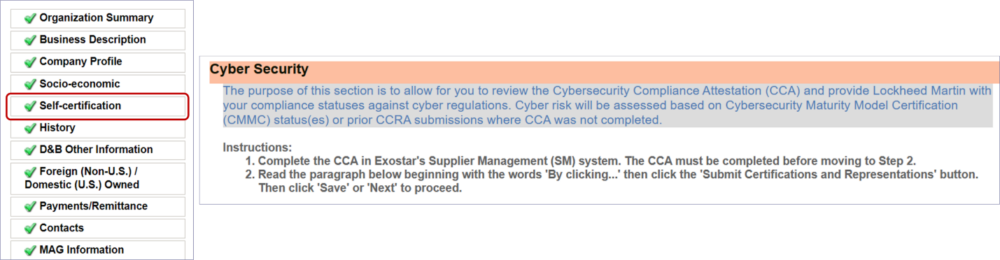 Organization Summary
Business Description
Company Profile
Socio-economic
Self-certification
History
D&B Other Information
Foreign (Non-U.S.) /
Domestic (U.S.) Owned
Payments/Remittance
Contacts
MAG Information
Cyber Security
The purpose of this section is to allow for you to review the Cybersecurity Compliance Attestation (CCA) and provide Lockheed Martin with
your compliance statuses against cyber regulations. Cyber risk will be assessed based on Cybersecurity Maturity Model Certification
(CMMC) status(es) or prior CCRA submissions where CCA was not completed.
Instructions:
1. Complete the CCA in Exostar's Supplier Management (SM) system. The CCA must be completed before moving to Step 2.
2. Read the paragraph below beginning with the words 'By clicking...' then click the 'Submit Certifications and Representations' button.
Then click 'Save' or 'Next' to proceed.